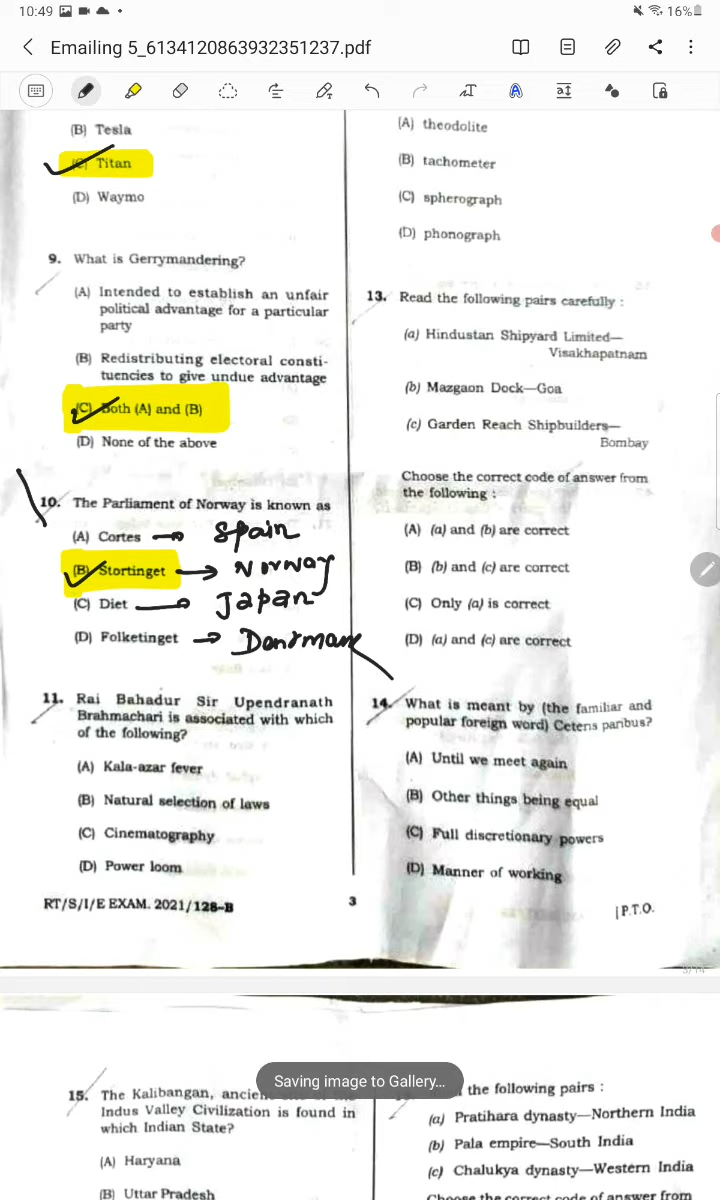 10:49
16%
Emailing 5_6134120863932351237.pdf
(B) Tesla
(C) Titan
(D) Waymo
9. What is Gerrymandering?
(A) Intended to establish an unfair
political advantage for a particular
party
(B) Redistributing electoral consti-
tuencies to give undue advantage
(C) Both (A) and (B)
(D) None of the above
10. The Parliament of Norway is known as
(A) Cortes → Spain
(B) Stortinget → Norway
(C) Diet → Japan
(D) Folketinget → Denmark
11. Rai Bahadur Sir Upendranath
Brahmachari is associated with which
of the following?
(A) Kala-azar fever
(B) Natural selection of laws
(C) Cinematography
(D) Power loom
(A) theodolite
(B) tachometer
(C) spherograph
(D) phonograph
13. Read the following pairs carefully :
(a) Hindustan Shipyard Limited—
Visakhapatnam
(b) Mazgaon Dock—Goa
(c) Garden Reach Shipbuilders—
Bombay
Choose the correct code of answer from
the following :
(A) (a) and (b) are correct
(B) (b) and (c) are correct
(C) Only (a) is correct
(D) (a) and (c) are correct
14. What is meant by (the familiar and
popular foreign word) Cetens paribus?
(A) Until we meet again
(B) Other things being equal
(C) Full discretionary powers
(D) Manner of working
RT/S/I/E EXAM. 2021/128-B
3
[P.T.O.
3/14
Saving image to Gallery...
15. The Kalibangan, ancient
Indus Valley Civilization is found in
which Indian State?
(A) Haryana
(B) Uttar Pradesh
the following pairs :
(a) Pratihara dynasty—Northern India
(b) Pala empire—South India
(c) Chalukya dynasty—Western India
Choose the correct code of answer from